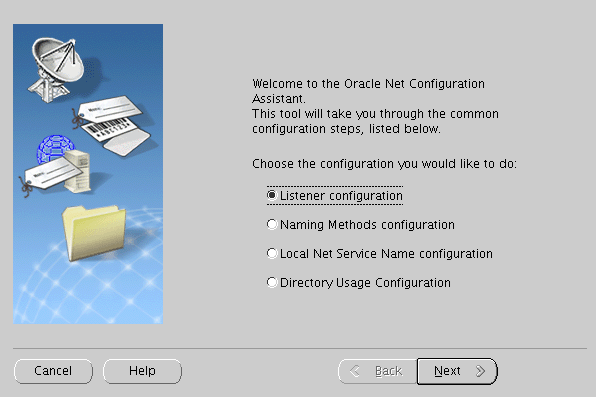 Welcome to the Oracle Net Configuration
Assistant.
This tool will take you through the common
configuration steps, listed below.
Choose the configuration you would like to do:
Listener configuration
Naming Methods configuration
Local Net Service Name configuration
Directory Usage Configuration
Cancel
Help
Back
Next